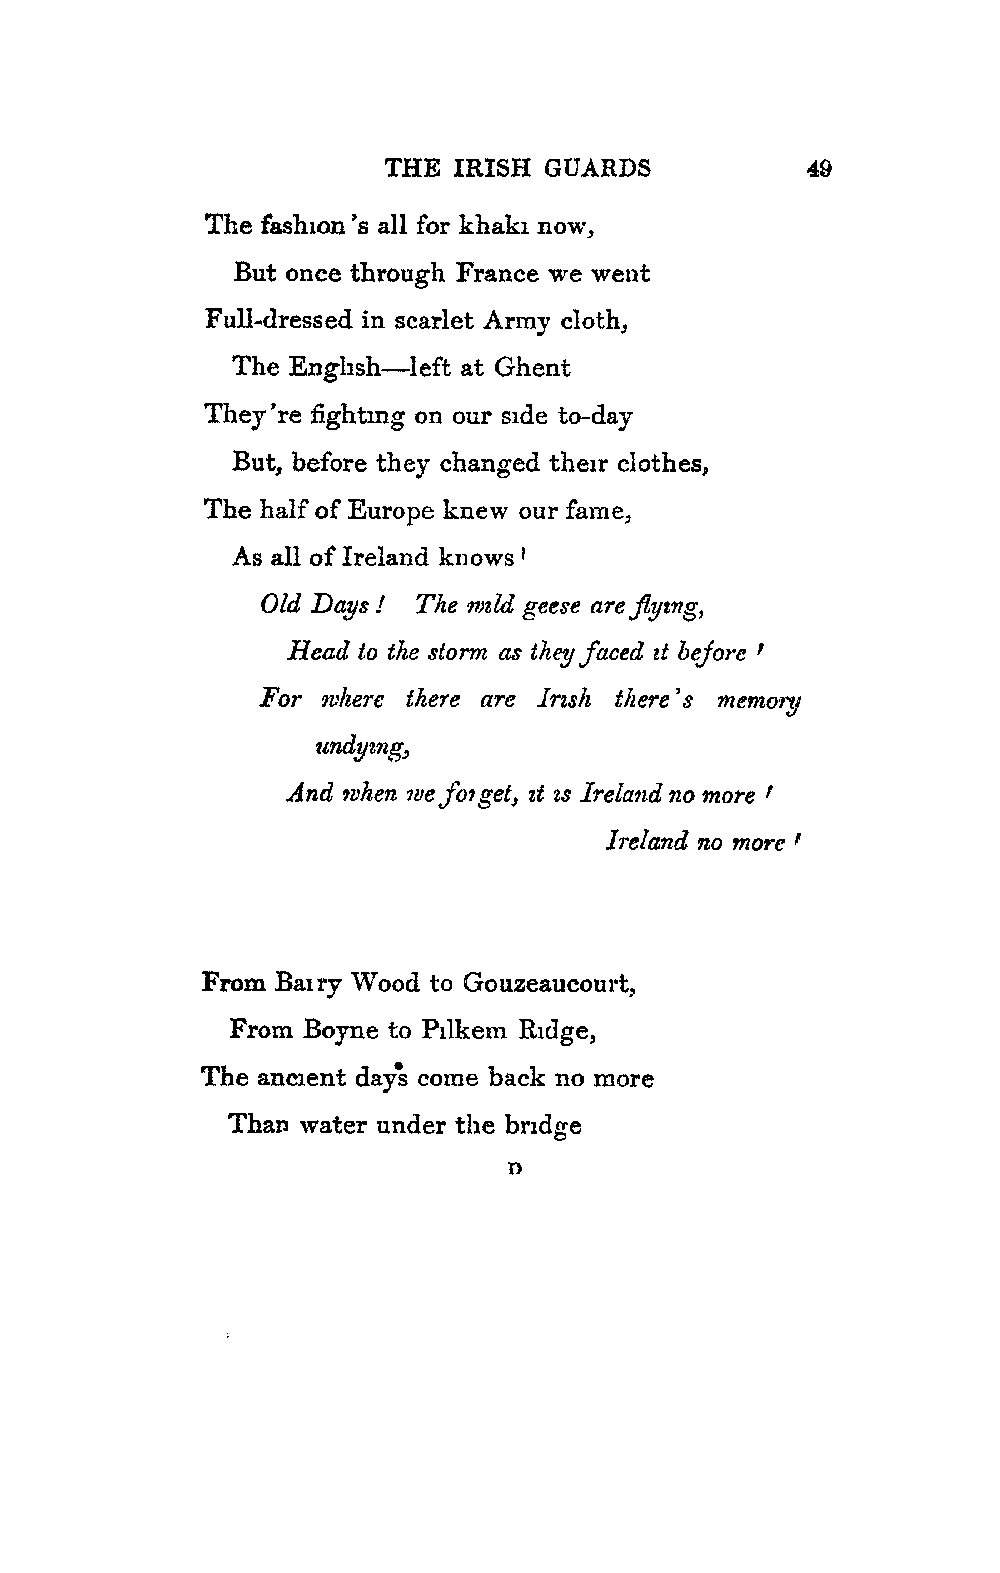 THE IRISH GUARDS 49
The fashion's all for khaki now,
But once through France we went
Full-dressed in scarlet Army cloth,
The English—left at Ghent
They're fighting on our side to-day
But, before they changed their clothes,
The half of Europe knew our fame,
As all of Ireland knows!
Old Days! The wild geese are flying,
Head to the storm as they faced it before!
For where there are Irish there's memory
undying,
And when we forget, it is Ireland no more!
Ireland no more!
From Barry Wood to Gouzeaucourt,
From Boyne to Pilkem Ridge,
The ancient days come back no more
Than water under the bridge
D